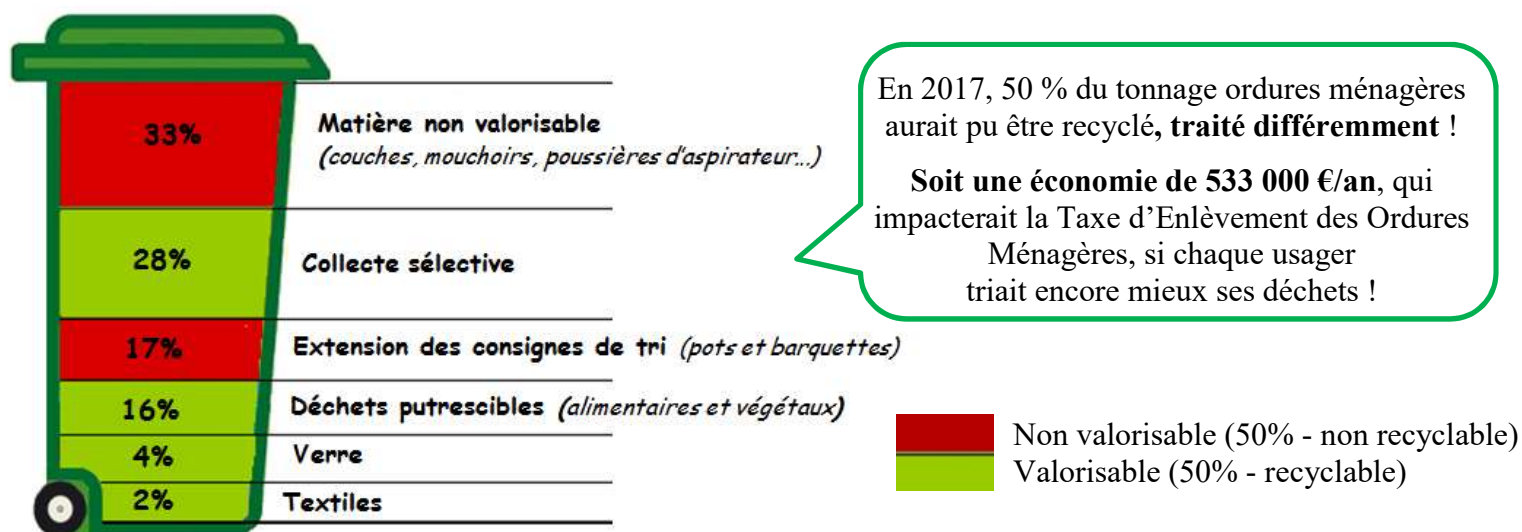 33%
Matière non valorisable
(couches, mouchoirs, poussières d'aspirateur...)
28%
Collecte sélective
17%
Extension des consignes de tri (pots et barquettes)
16%
Déchets putrescibles (alimentaires et végétaux)
4%
Verre
2%
Textiles
En 2017, 50 % du tonnage ordures ménagères
aurait pu être recyclé, traité différemment !
Soit une économie de 533 000 €/an, qui
impacterait la Taxe d’Enlèvement des Ordures
Ménagères, si chaque usager
triait encore mieux ses déchets !
Non valorisable (50% - non recyclable)
Valorisable (50% - recyclable)